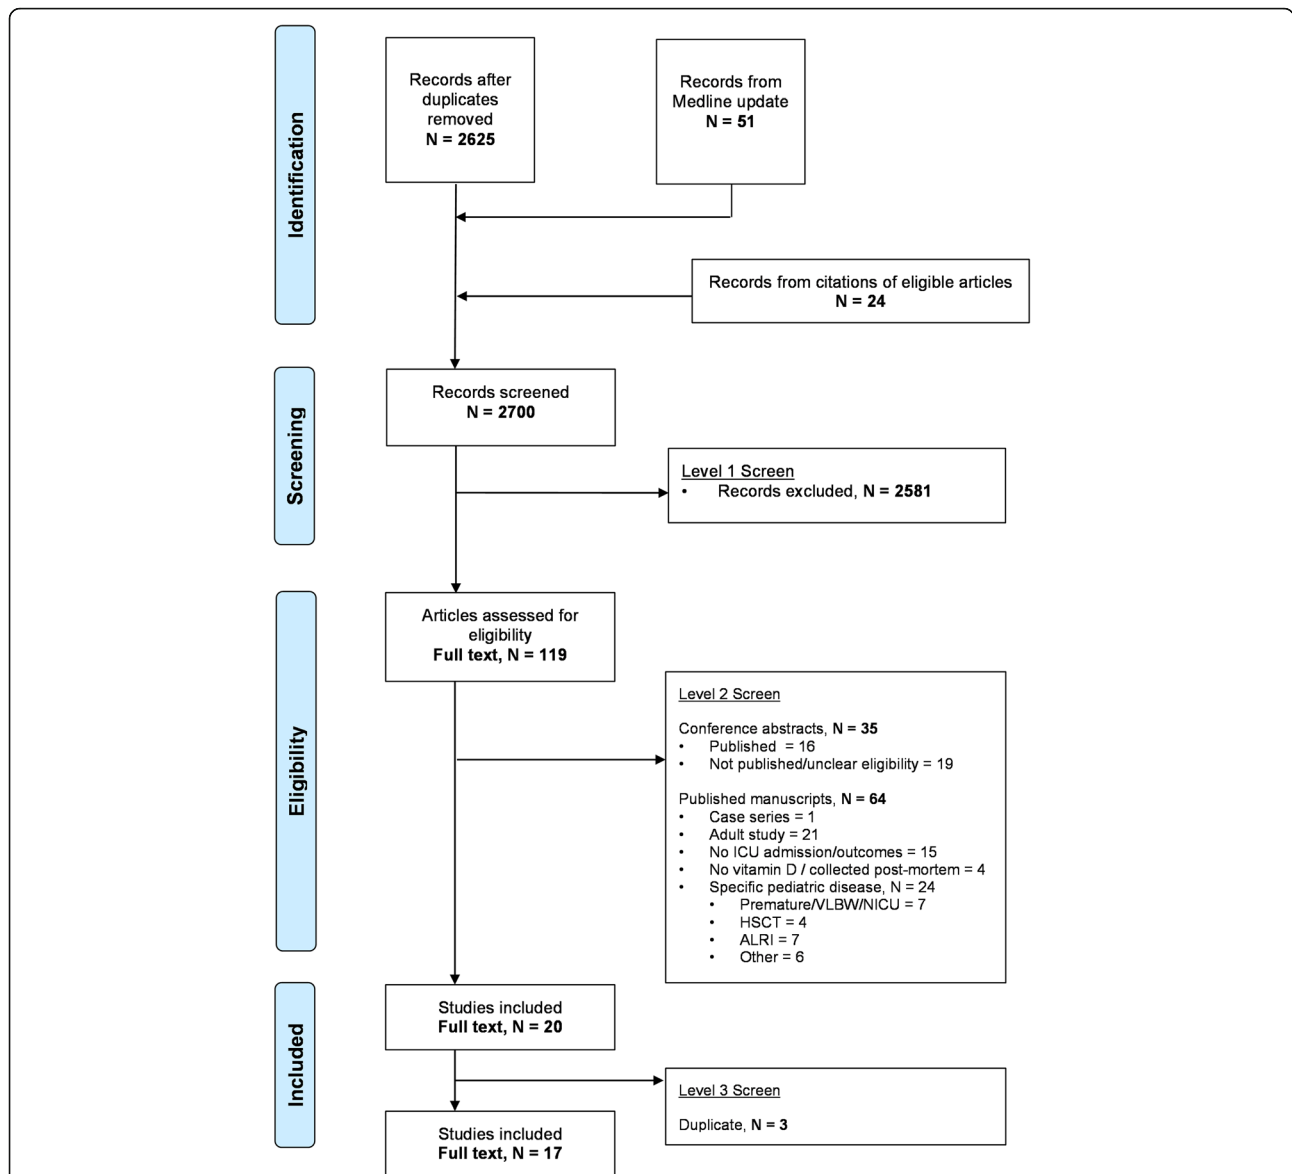 Identification
Records after
duplicates
removed
N = 2625
Records from
Medline update
N = 51
Records from citations of eligible articles
N = 24
Screening
Records screened
N = 2700
Level 1 Screen
• Records excluded, N = 2581
Eligibility
Articles assessed for
eligibility
Full text, N = 119
Level 2 Screen
Conference abstracts, N = 35
• Published = 16
• Not published/unclear eligibility = 19
Published manuscripts, N = 64
• Case series = 1
• Adult study = 21
• No ICU admission/outcomes = 15
• No vitamin D / collected post-mortem = 4
• Specific pediatric disease, N = 24
• Premature/VLBW/NICU = 7
• HSCT = 4
• ALRI = 7
• Other = 6
Included
Studies included
Full text, N = 20
Level 3 Screen
Duplicate, N = 3
Studies included
Full text, N = 17